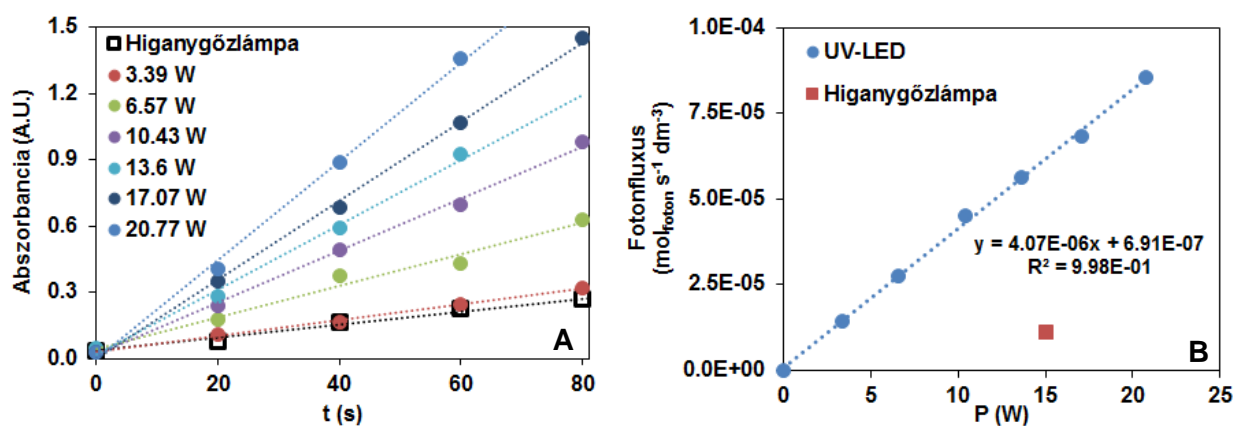 Abszorbancia (A.U.)
1.5
1.2
0.9
0.6
0.3
0.0
Higanygőzlámpa
3.39 W
6.57 W
10.43 W
13.6 W
17.07 W
20.77 W
A
0 20 40 60 80
t (s)
Fotonfluxus
(mol_foton s⁻¹ dm⁻³)
1.0E-04
7.5E-05
5.0E-05
2.5E-05
0.0E+00
UV-LED
Higanygőzlámpa
y = 4.07E-06x + 6.91E-07
R² = 9.98E-01
B
0 5 10 15 20 25
P (W)